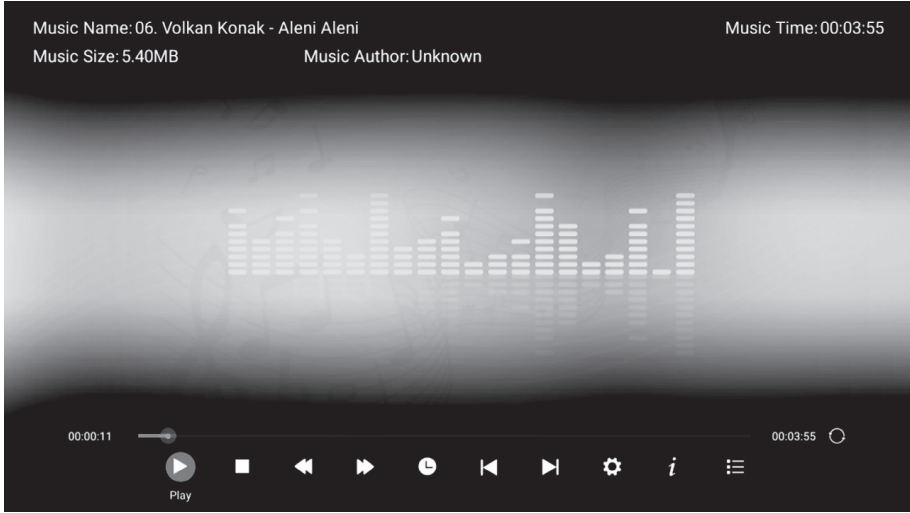 Music Name: 06. Volkan Konak - Aleni Aleni
Music Time: 00:03:55
Music Size: 5.40MB
Music Author: Unknown
00:00:11
00:03:55
Play